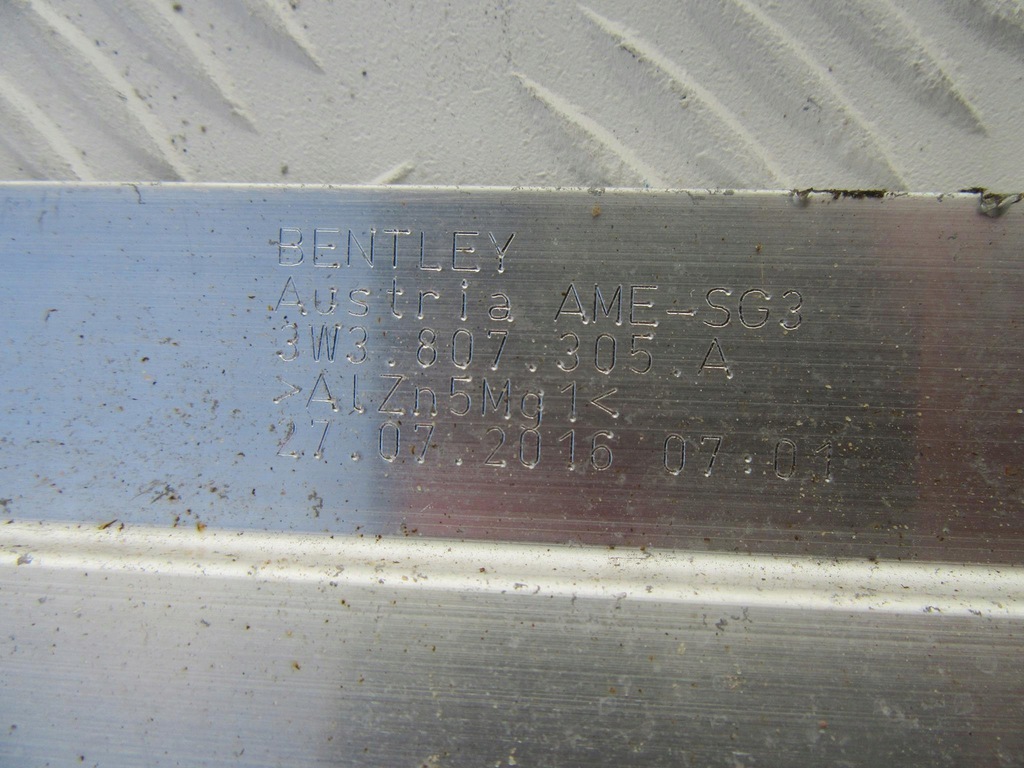 BENTLEY
Austria AME-SG3
3W3.807.305.A
>AlZn5Mg1<
27.07.2016 07:01